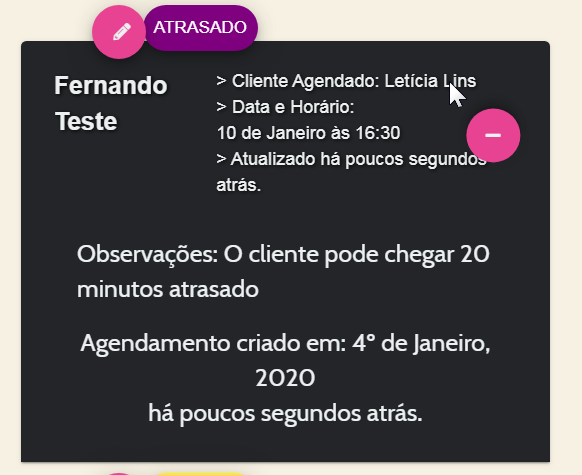 ATRASADO
Fernando
Teste
> Cliente Agendado: Letícia Lins
> Data e Horário:
10 de Janeiro às 16:30
> Atualizado há poucos segundos
atrás.
Observações: O cliente pode chegar 20
minutos atrasado
Agendamento criado em: 4º de Janeiro,
2020
há poucos segundos atrás.